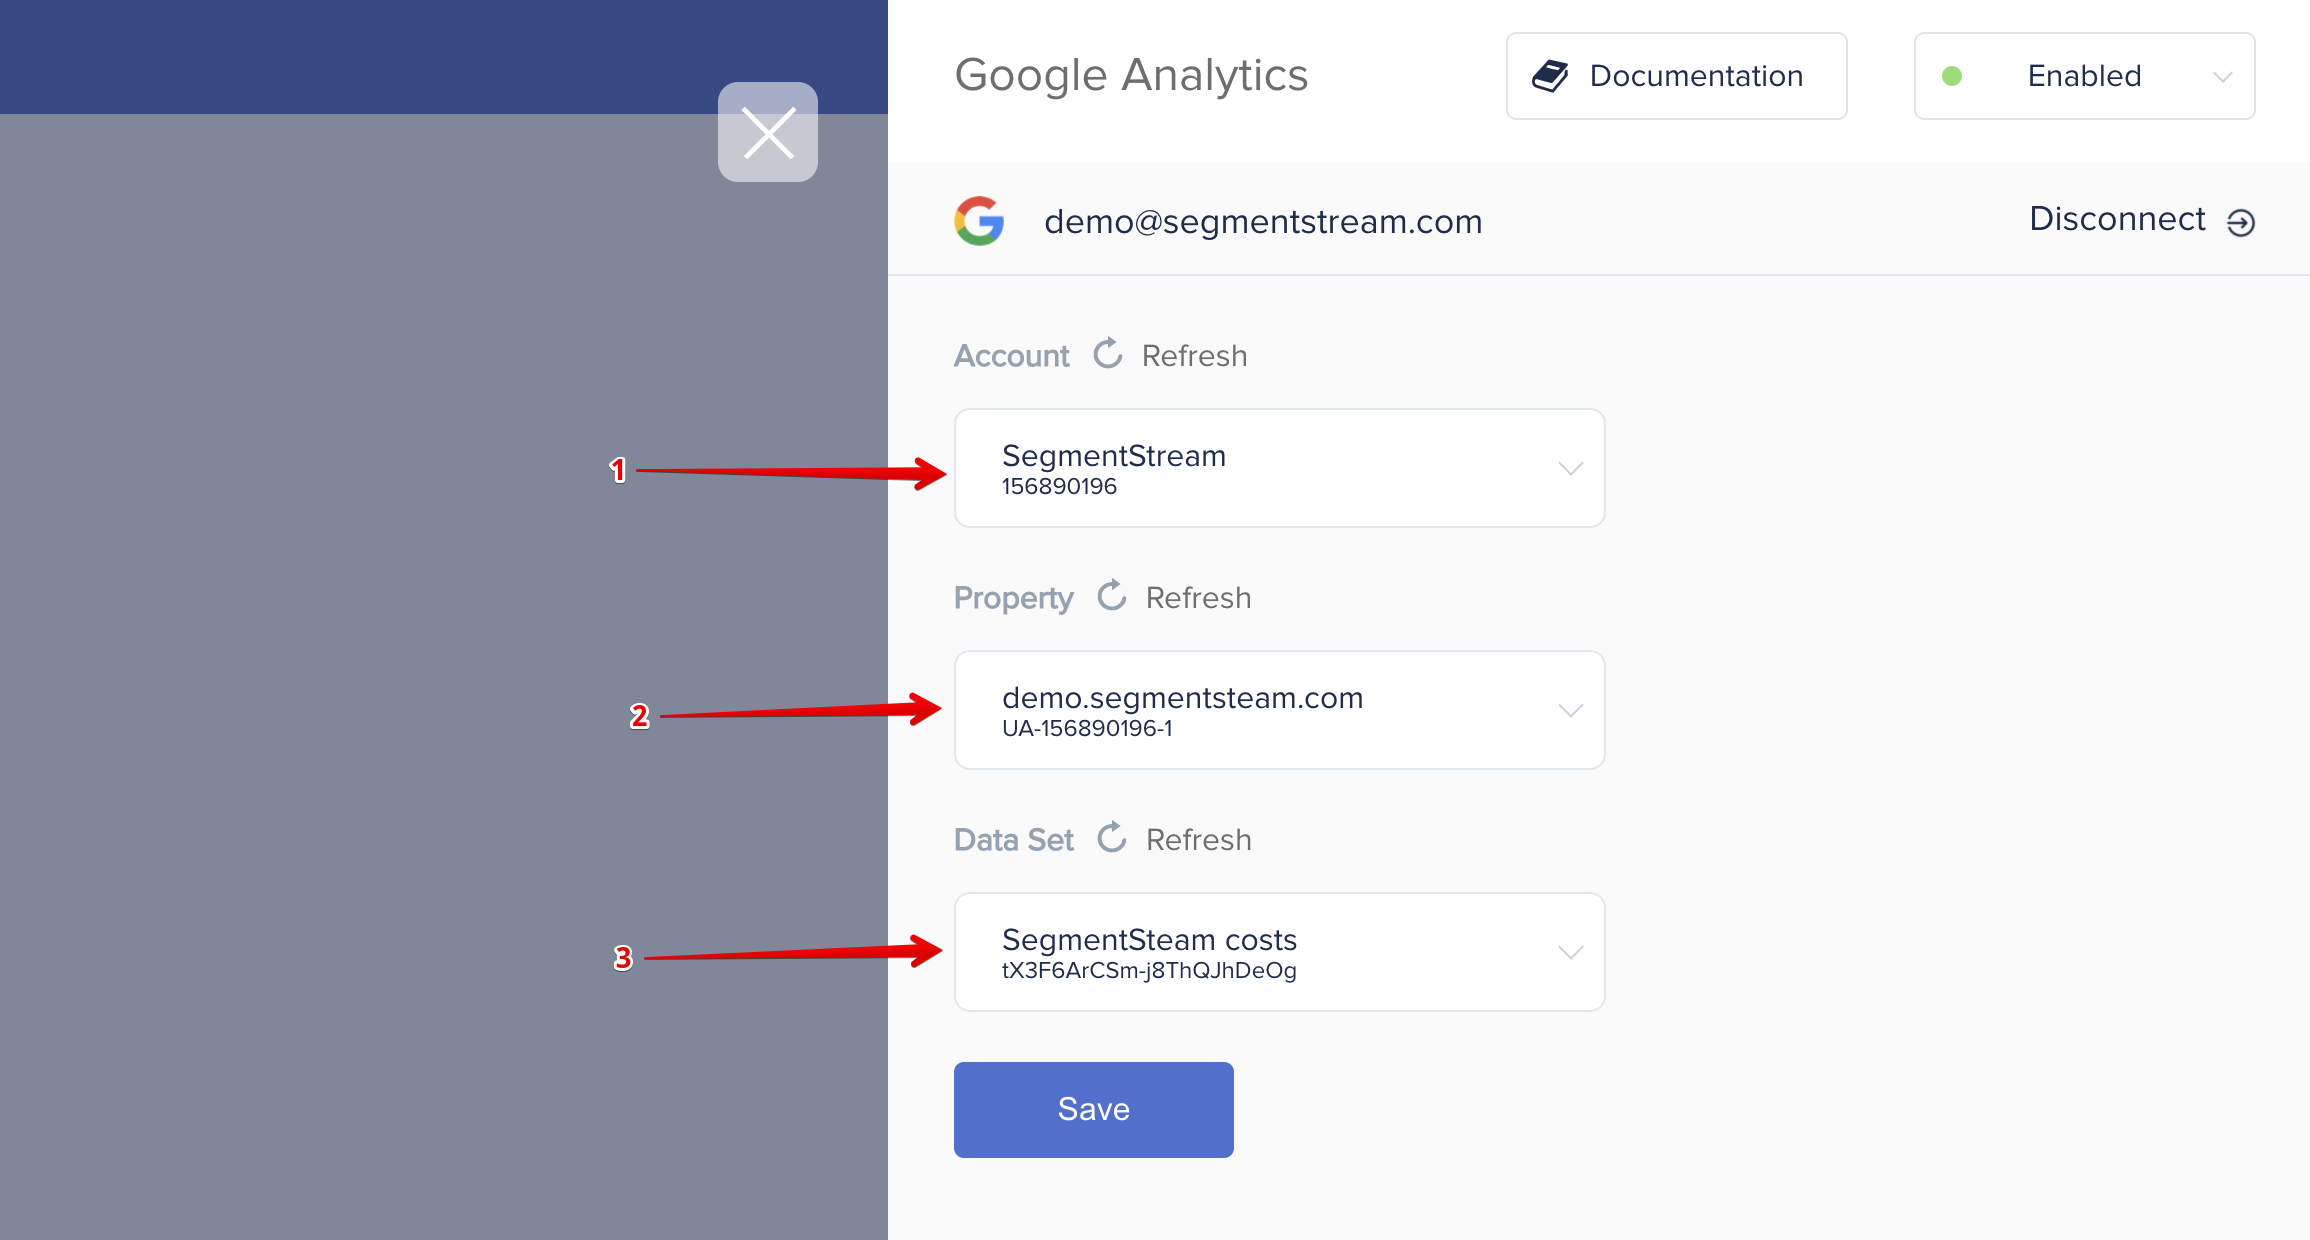 Google Analytics
Documentation
Enabled
demo@segmentstream.com
Disconnect
Account
Refresh
1
SegmentStream
156890196
Property
Refresh
2
demo.segmentsteam.com
UA-156890196-1
Data Set
Refresh
3
SegmentSteam costs
tX3F6ArCSm-j8ThQJhDeOg
Save